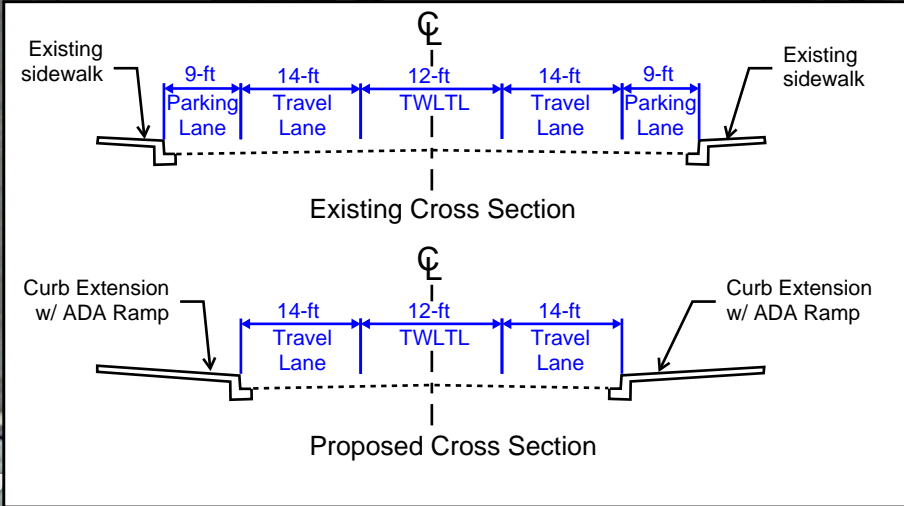 ℄
Existing
sidewalk
9-ft
14-ft
12-ft
14-ft
9-ft
Existing
sidewalk
Parking
Lane
Travel
Lane
TWLTL
Travel
Lane
Parking
Lane
Existing Cross Section
℄
Curb Extension
w/ ADA Ramp
14-ft
12-ft
14-ft
Curb Extension
w/ ADA Ramp
Travel
Lane
TWLTL
Travel
Lane
Proposed Cross Section